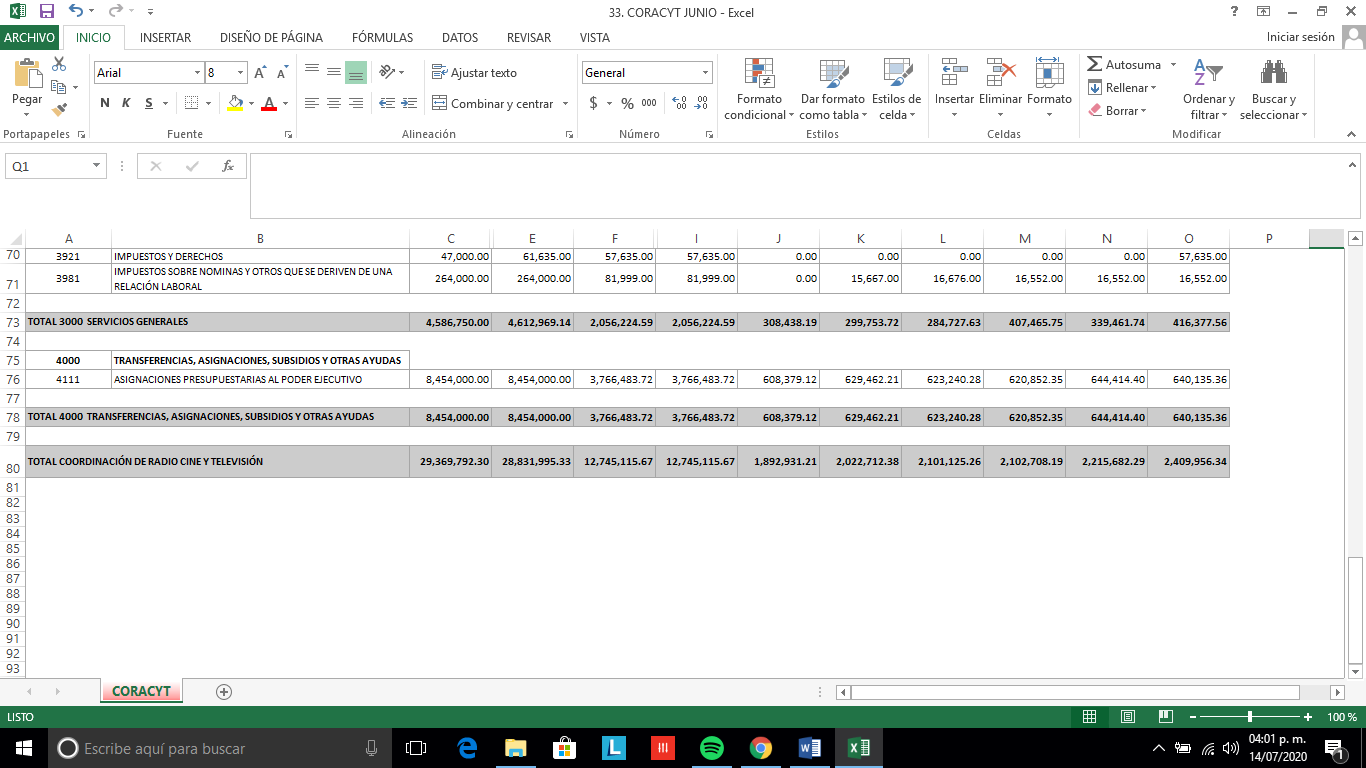 33. CORACYT JUNIO - Excel
ARCHIVO INICIO INSERTAR DISEÑO DE PÁGINA FÓRMULAS DATOS REVISAR VISTA Iniciar sesión
Pegar
Portapapeles
Arial 8
N K S
Fuente
Ajustar texto
Combinar y centrar
Alineación
General
$ % 000
Número
Formato condicional
Dar formato como tabla
Estilos de celda
Estilos
Insertar Eliminar Formato
Celdas
Autosuma
Rellenar
Borrar
Ordenar y filtrar
Buscar y seleccionar
Modificar
Q1 fx
A B C E F I J K L M N O P
70 3921 IMPUESTOS Y DERECHOS 47,000.00 61,635.00 57,635.00 57,635.00 0.00 0.00 0.00 0.00 0.00 57,635.00
IMPUESTOS SOBRE NOMINAS Y OTROS QUE SE DERIVEN DE UNA
71 3981 RELACIÓN LABORAL 264,000.00 264,000.00 81,999.00 81,999.00 0.00 15,667.00 16,676.00 16,552.00 16,552.00 16,552.00
72
73 TOTAL 3000 SERVICIOS GENERALES 4,586,750.00 4,612,969.14 2,056,224.59 2,056,224.59 308,438.19 299,753.72 284,727.63 407,465.75 339,461.74 416,377.56
74
75 4000 TRANSFERENCIAS, ASIGNACIONES, SUBSIDIOS Y OTRAS AYUDAS
76 4111 ASIGNACIONES PRESUPUESTARIAS AL PODER EJECUTIVO 8,454,000.00 8,454,000.00 3,766,483.72 3,766,483.72 608,379.12 629,462.21 623,240.28 620,852.35 644,414.40 640,135.36
77
78 TOTAL 4000 TRANSFERENCIAS, ASIGNACIONES, SUBSIDIOS Y OTRAS AYUDAS 8,454,000.00 8,454,000.00 3,766,483.72 3,766,483.72 608,379.12 629,462.21 623,240.28 620,852.35 644,414.40 640,135.36
79
80 TOTAL COORDINACIÓN DE RADIO CINE Y TELEVISIÓN 29,369,792.30 28,831,995.33 12,745,115.67 12,745,115.67 1,892,931.21 2,022,712.38 2,101,125.26 2,102,708.19 2,215,682.29 2,409,956.34
81
82
83
84
85
86
87
88
89
90
91
92
93
CORACYT
LISTO 100 %
Escribe aquí para buscar
04:01 p. m.
14/07/2020
1